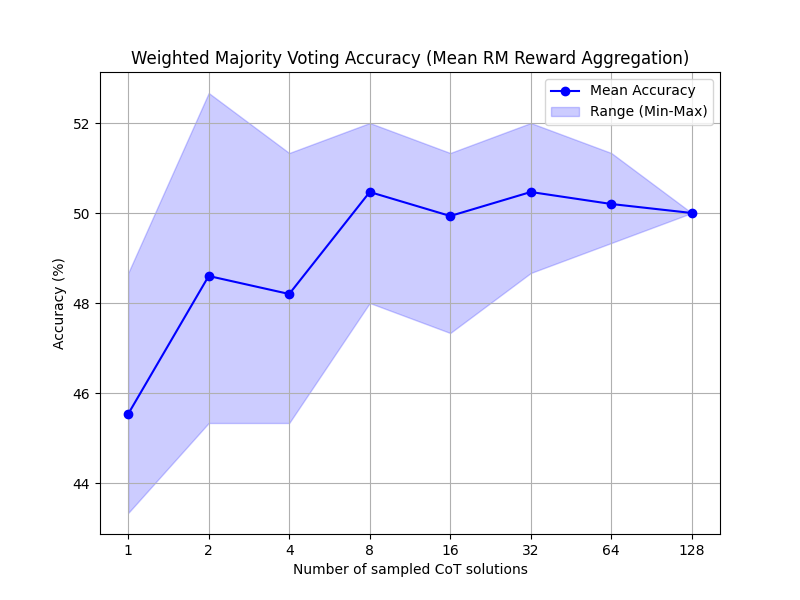 Weighted Majority Voting Accuracy (Mean RM Reward Aggregation)
Mean Accuracy
Range (Min-Max)
Accuracy (%)
52
50
48
46
44
1 2 4 8 16 32 64 128
Number of sampled CoT solutions